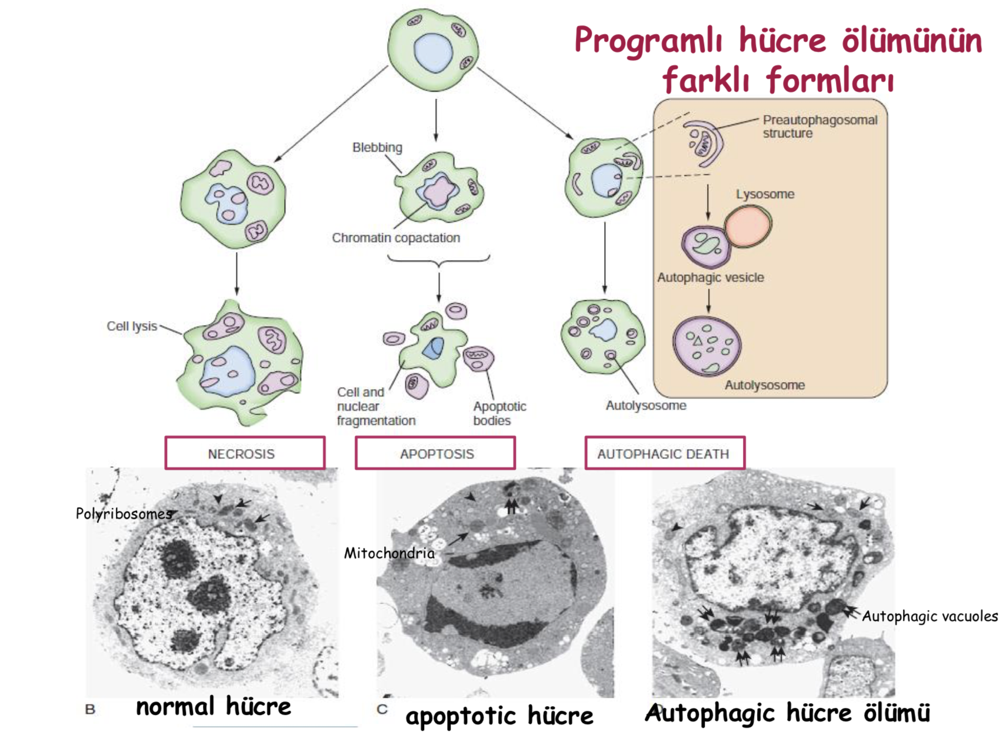 Programlı hücre ölümünün
farklı formları
Preautophagosomal
structure
Blebbing
Lysosome
Chromatin copactation
Autophagic vesicle
Cell lysis
Autolysosome
Cell and
nuclear
fragmentation
Apoptotic
bodies
Autolysosome
NECROSIS
APOPTOSIS
AUTOPHAGIC DEATH
Polyribosomes
Mitochondria
Autophagic vacuoles
B
normal hücre
C
apoptotic hücre
D
Autophagic hücre ölümü